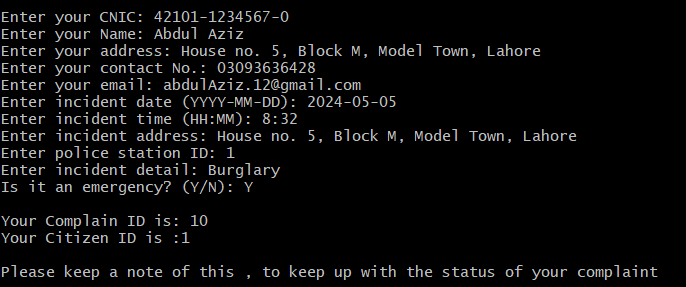 Enter your CNIC: 42101-1234567-0
Enter your Name: Abdul Aziz
Enter your address: House no. 5, Block M, Model Town, Lahore
Enter your contact No.: 03093636428
Enter your email: abdulAziz.12@gmail.com
Enter incident date (YYYY-MM-DD): 2024-05-05
Enter incident time (HH:MM): 8:32
Enter incident address: House no. 5, Block M, Model Town, Lahore
Enter police station ID: 1
Enter incident detail: Burglary
Is it an emergency? (Y/N): Y
Your Complain ID is: 10
Your Citizen ID is :1
Please keep a note of this , to keep up with the status of your complaint